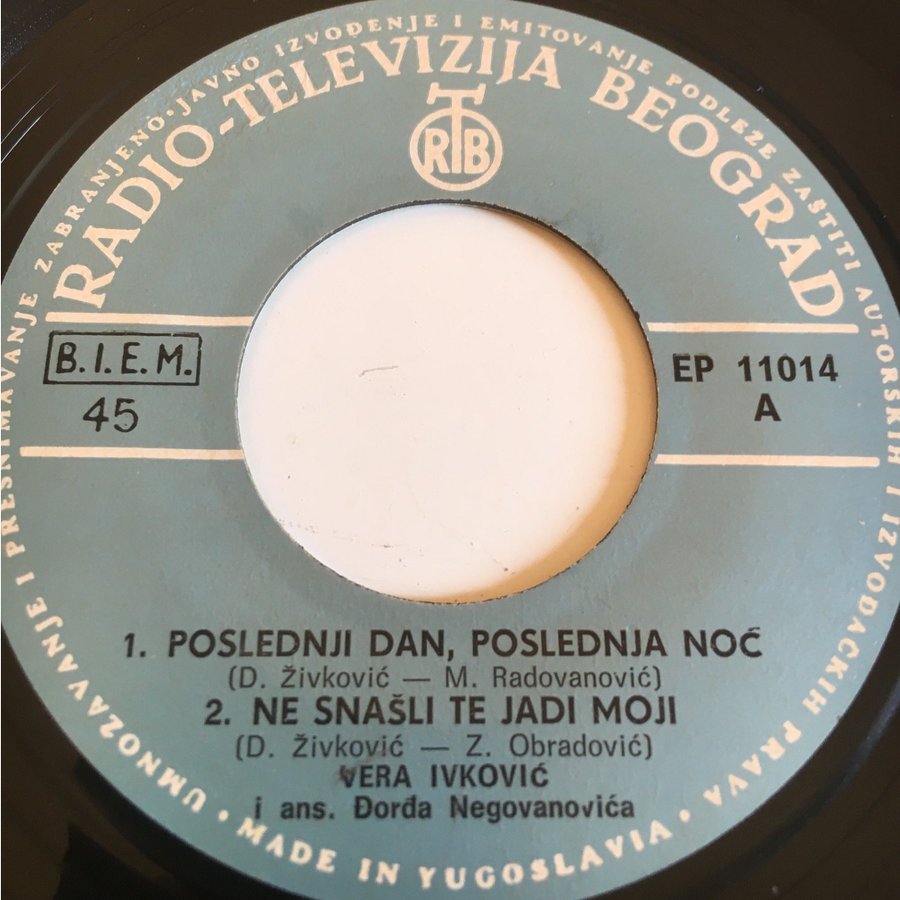 UMNOŽAVANJE I PRESNIMAVANJE ZABRANJENO·JAVNO IZVOĐENJE I EMITOVANJE PODLEŽE ZAŠTITI AUTORSKIH I IZVOĐAČKIH PRAVA
RADIO-TELEVIZIJA BEOGRAD
RTB
B.I.E.M.
45
EP 11014
A
1. POSLEDNJI DAN, POSLEDNJA NOĆ
(D. Živković — M. Radovanović)
2. NE SNAŠLI TE JADI MOJI
(D. Živković — Z. Obradović)
VERA IVKOVIĆ
i ans. Đorđa Negovanovića
· MADE IN YUGOSLAVIA ·